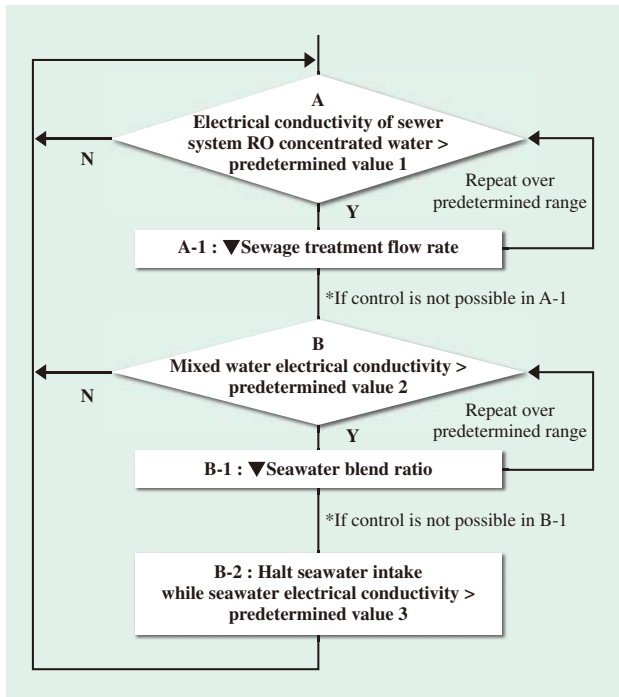 A
Electrical conductivity of sewer
system RO concentrated water >
predetermined value 1
N
Y
Repeat over
predetermined range
A-1 : ▼Sewage treatment flow rate
*If control is not possible in A-1
B
Mixed water electrical conductivity >
predetermined value 2
N
Y
Repeat over
predetermined range
B-1 : ▼Seawater blend ratio
*If control is not possible in B-1
B-2 : Halt seawater intake
while seawater electrical conductivity >
predetermined value 3